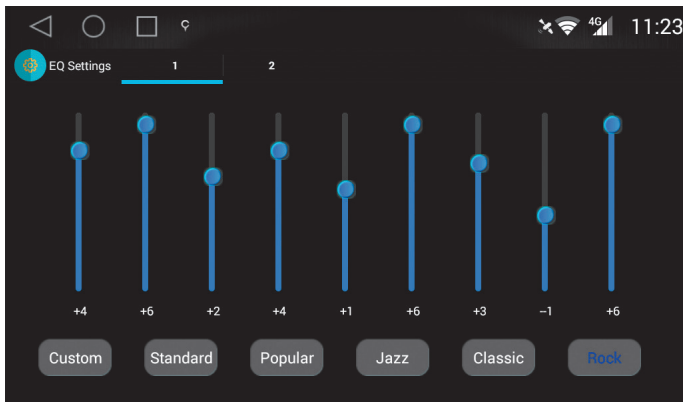 4G 11:23
EQ Settings 1 2
+4 +6 +2 +4 +1 +6 +3 –1 +6
Custom Standard Popular Jazz Classic Rock